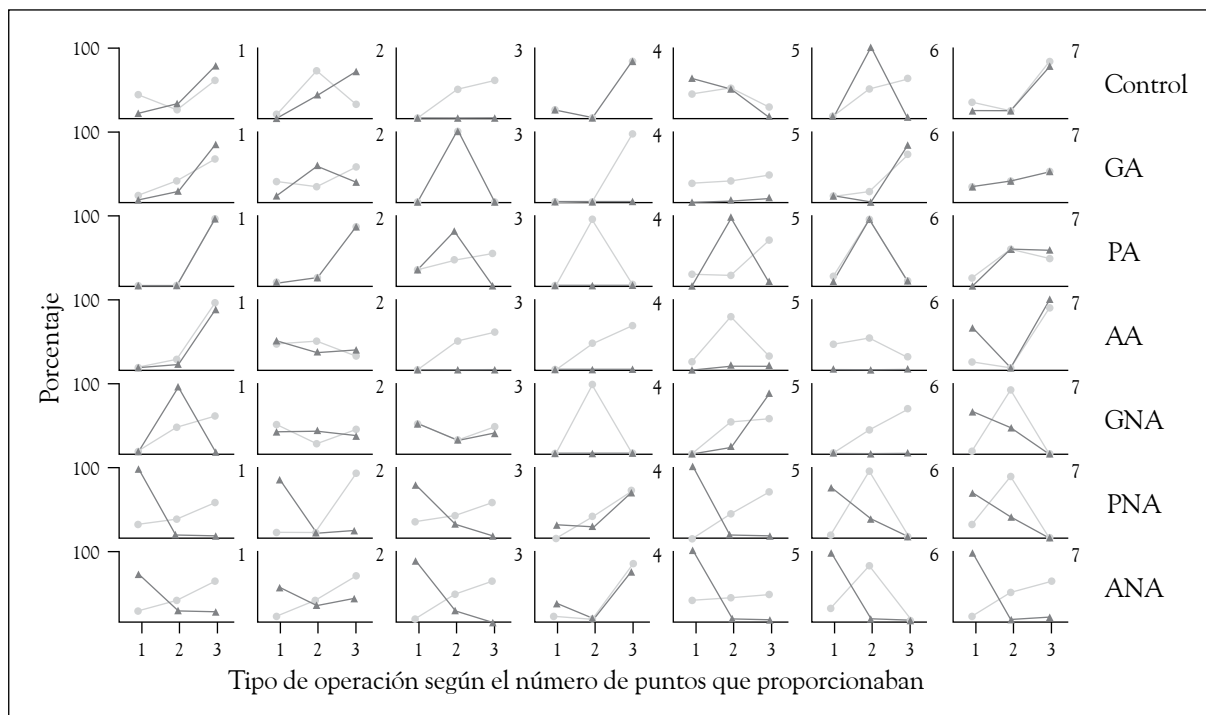 100 1 2 3 4 5 6 7 Control
GA
100 1 2 3 4 5 6 7 PA
AA
GNA
100 1 2 3 4 5 6 7
1 2 3 4 5 6 7
1 2 3 4 5 6 7
100 1 2 3 4 5 6 7 PNA
100 1 2 3 4 5 6 7 ANA
Porcentaje
1 2 3 1 2 3 1 2 3 1 2 3 1 2 3 1 2 3 1 2 3
Tipo de operación según el número de puntos que proporcionaban